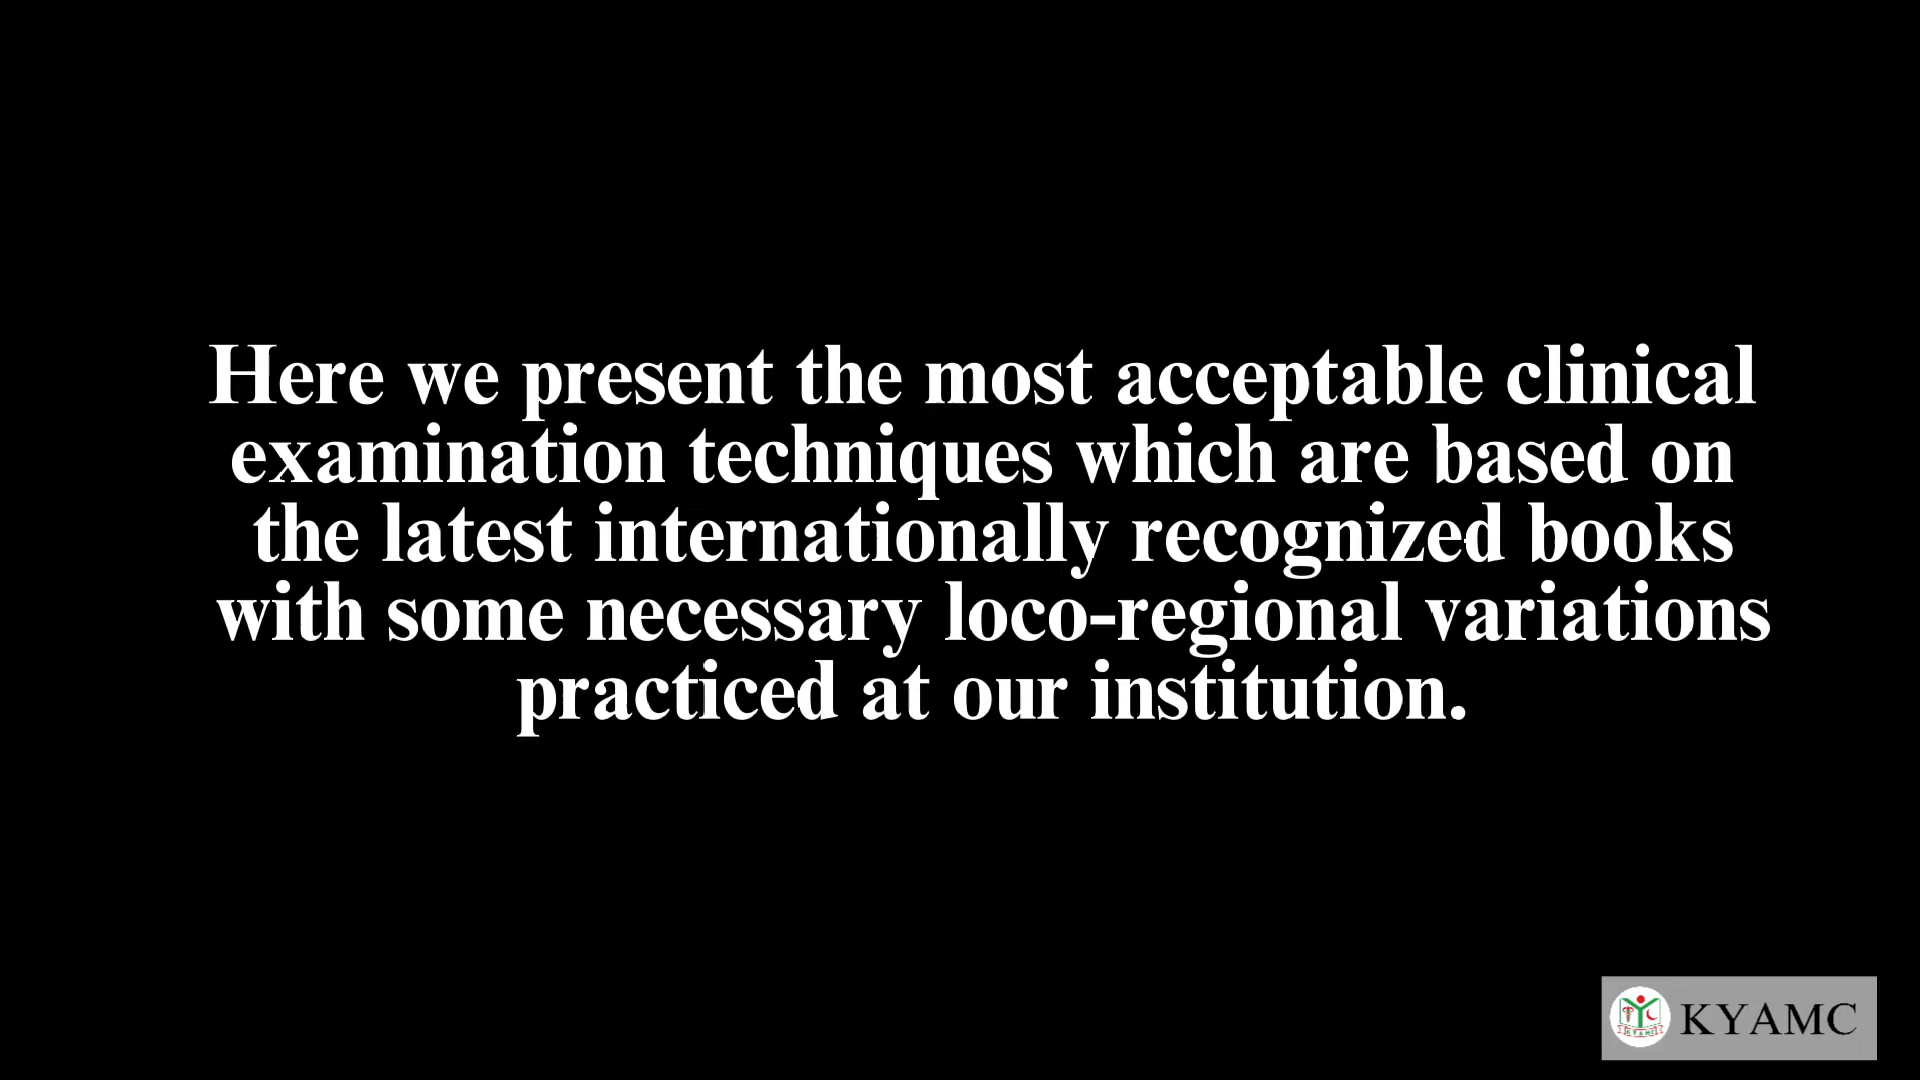 Here we present the most acceptable clinical
examination techniques which are based on
the latest internationally recognized books
with some necessary loco-regional variations
practiced at our institution.
KYAMC